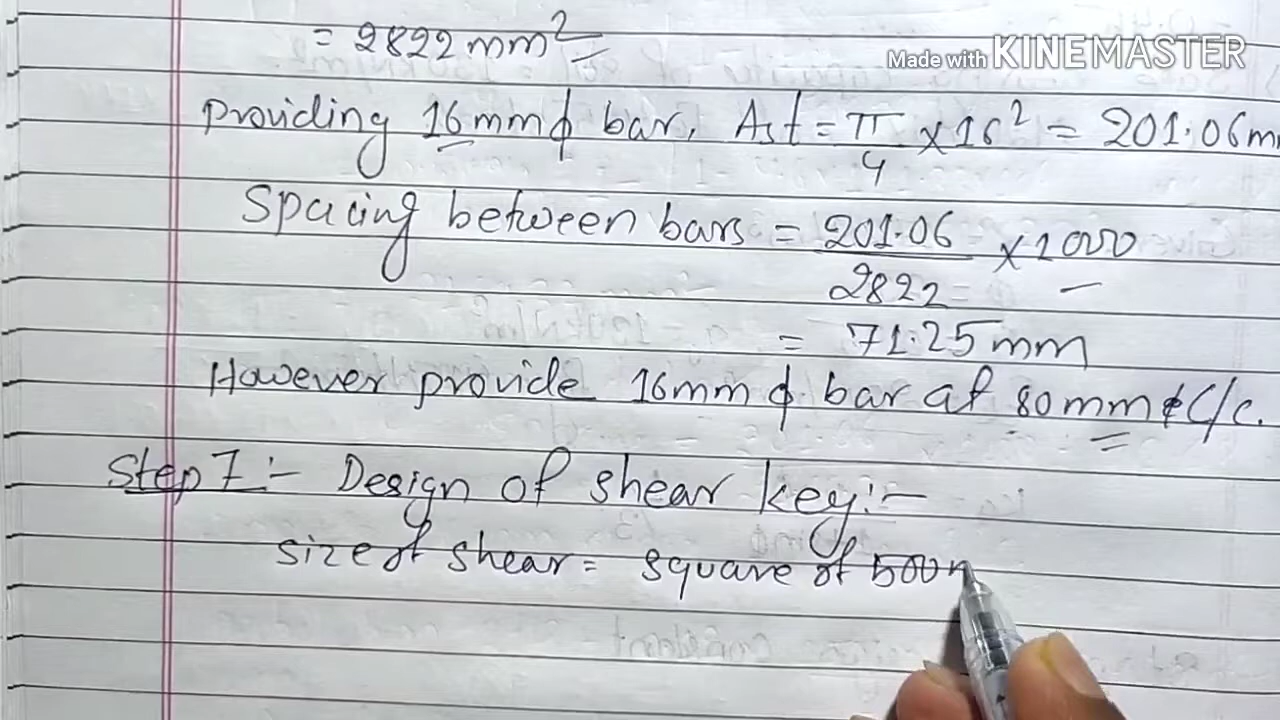 = 2822 mm²
Made with KINEMASTER
Providing 16mm ϕ bar, Ast = π/4 × 16² = 201.06m
Spacing between bars = 201.06/2822 × 1000
= 71.25 mm
However provide 16mm ϕ bar at 80 mm C/C.
Step 7 :- Design of shear key :-
size of shear = square of 500